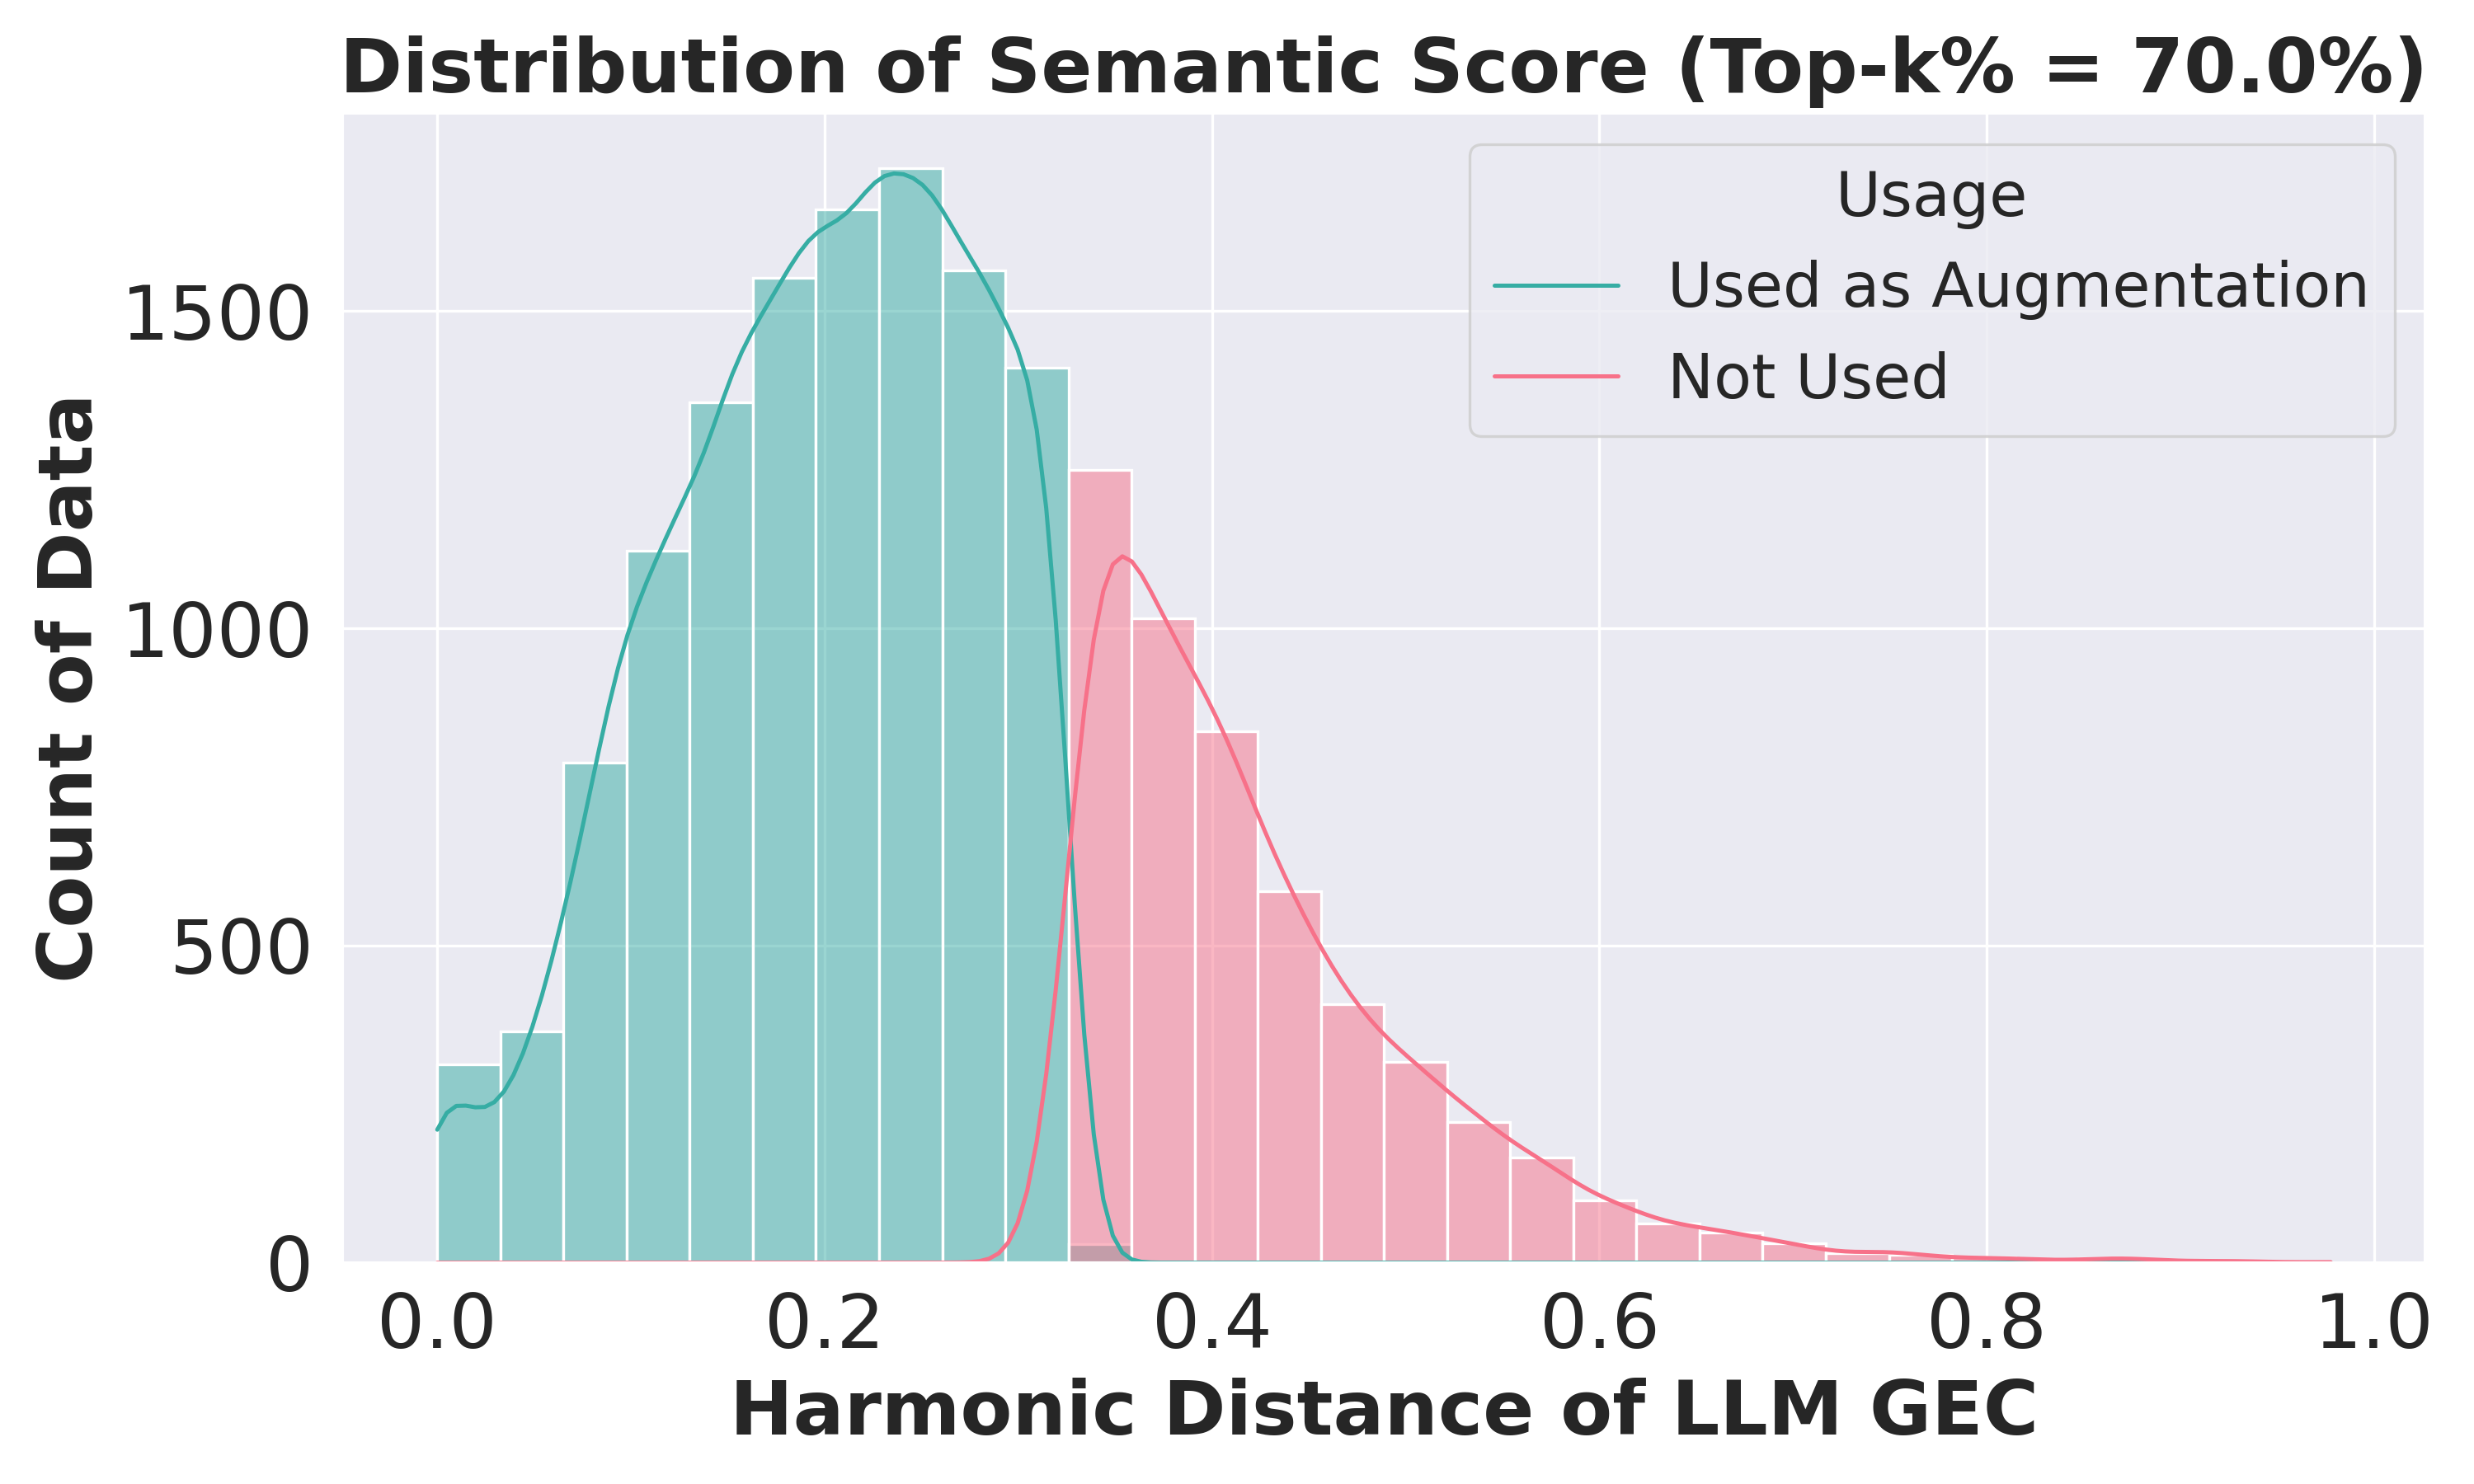 Distribution of Semantic Score (Top-k% = 70.0%)
Usage
Used as Augmentation
Not Used
Count of Data
1500
1000
500
0
0.0 0.2 0.4 0.6 0.8 1.0
Harmonic Distance of LLM GEC